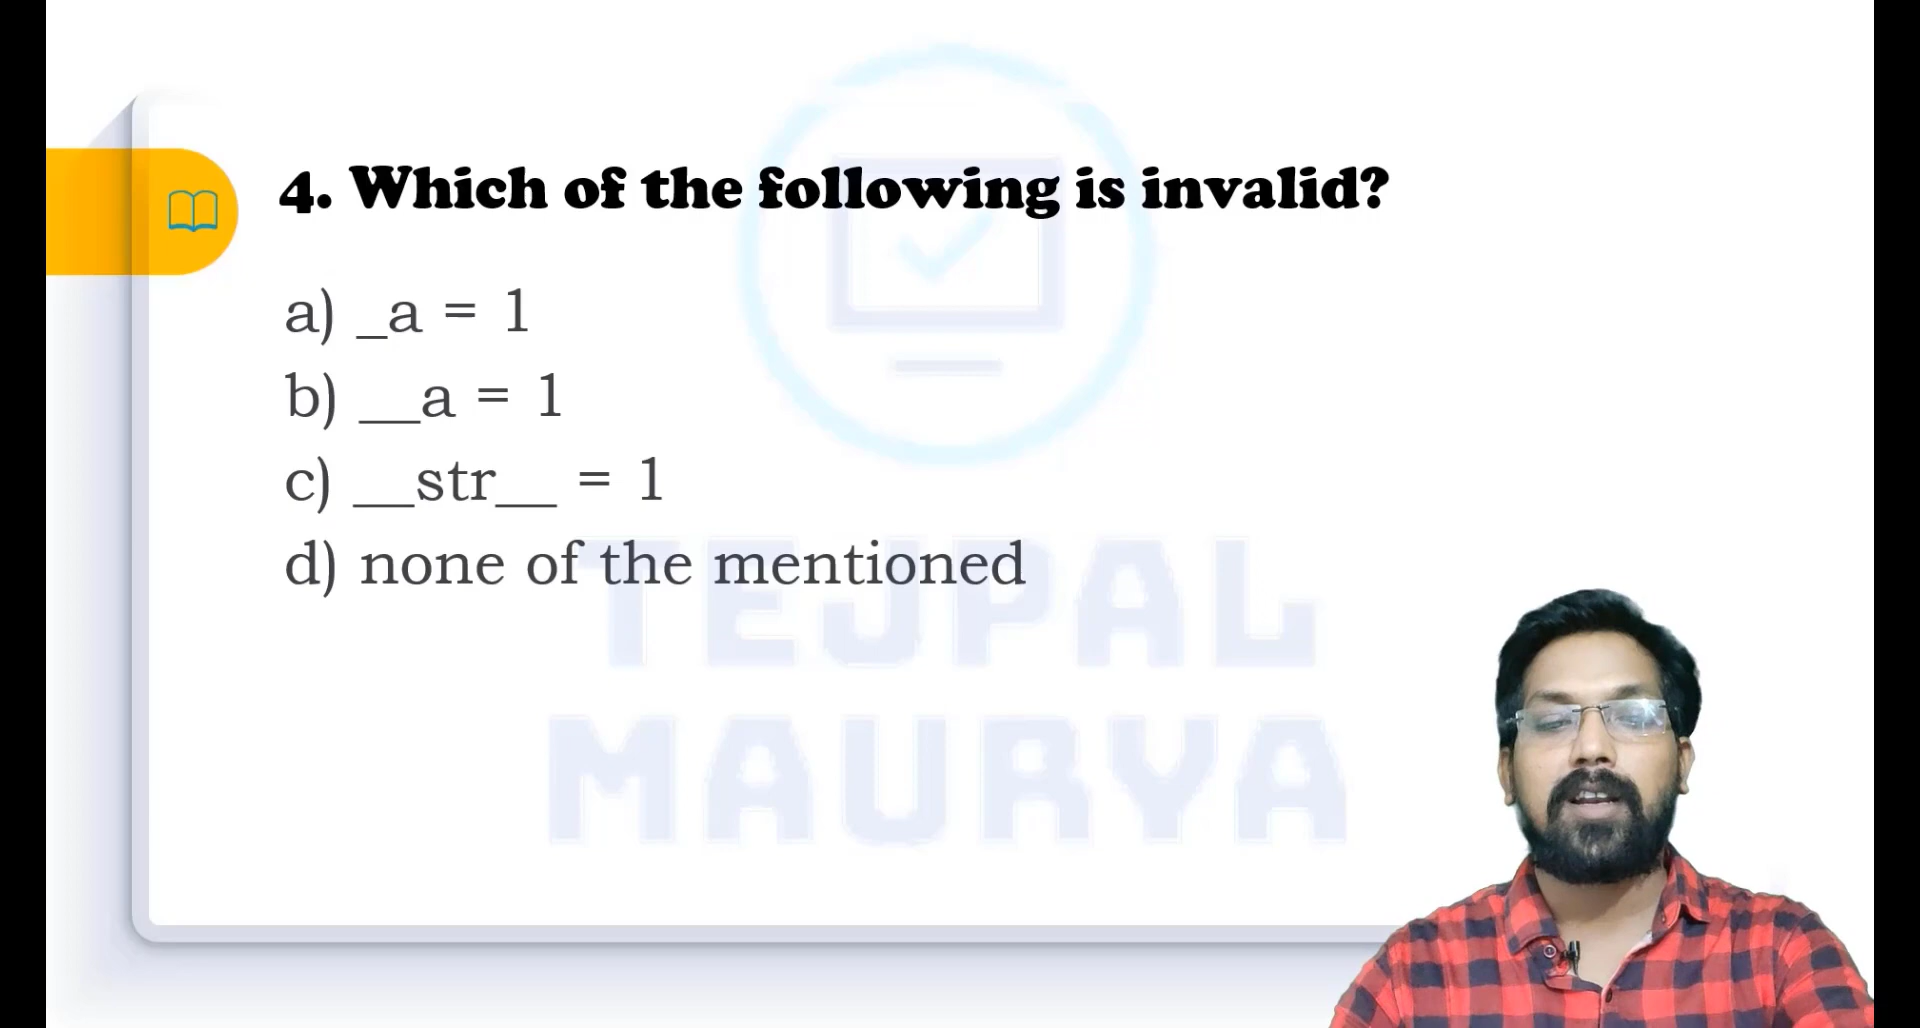 4. Which of the following is invalid?
a) _a = 1
b) __a = 1
c) __str__ = 1
d) none of the mentioned
TEJPAL
MAURYA